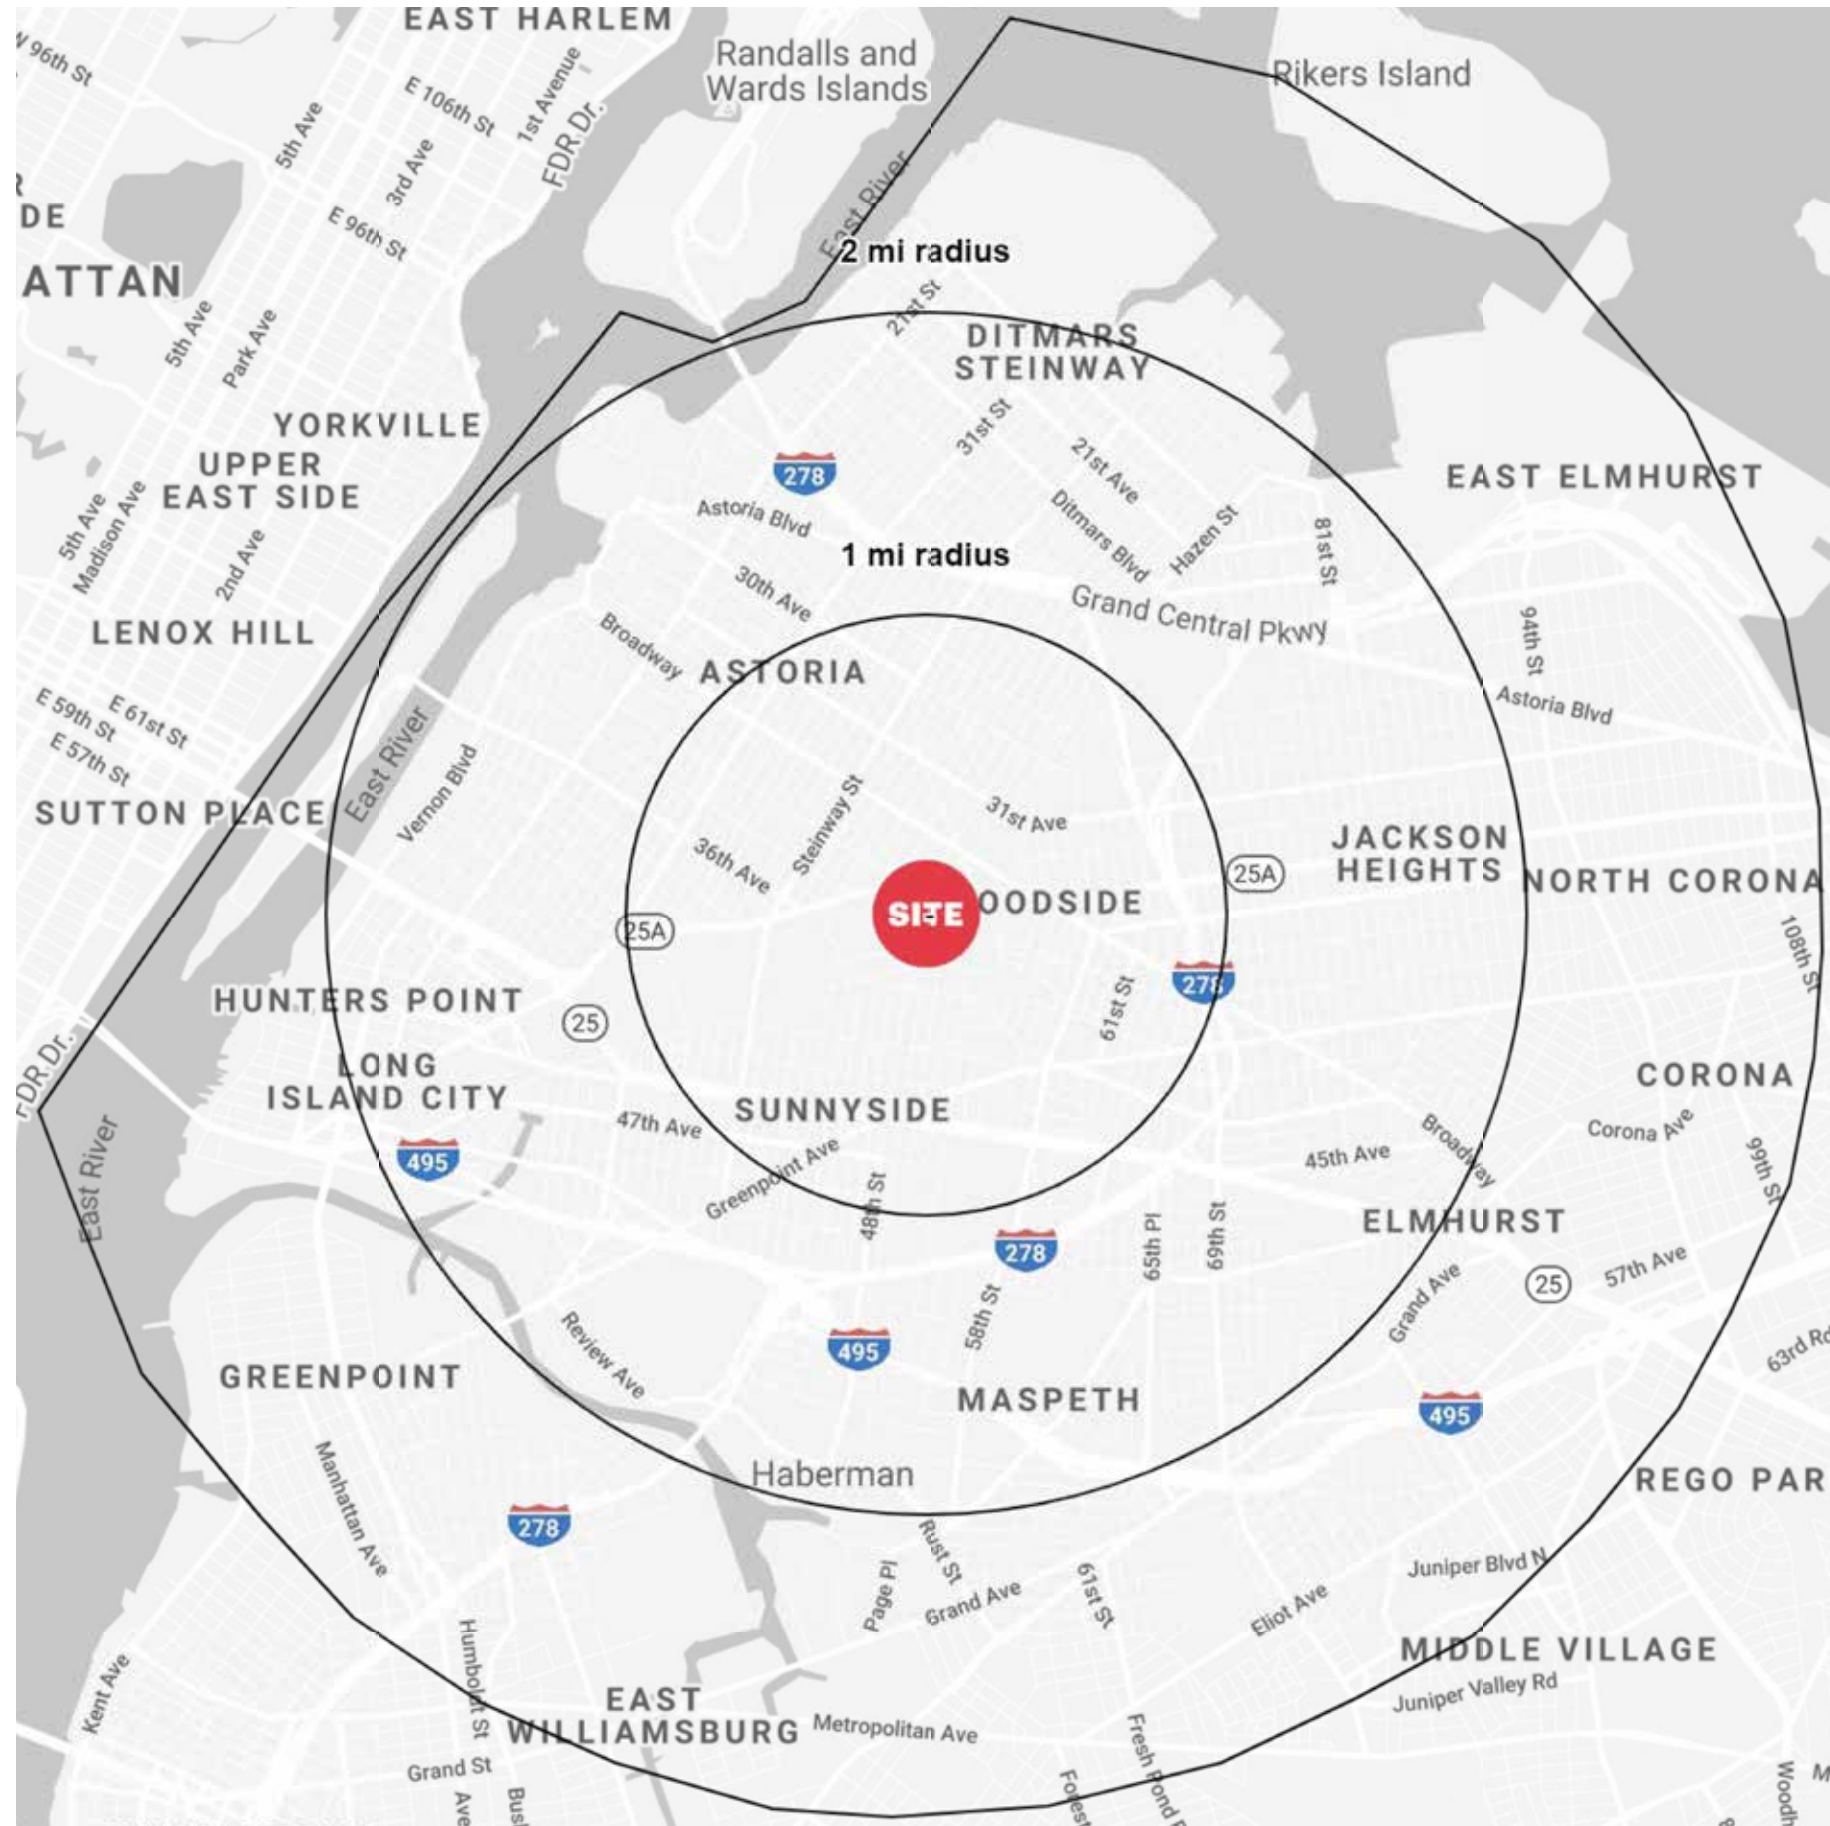 EAST HARLEM
Randalls and
Wards Islands
Rikers Island
W 96th St
E 106th St
1st Avenue
FDR Dr.
5th Ave
3rd Ave
E 96th St
East River
DE
ATTAN
2 mi radius
21st St
DITMARS
STEINWAY
5th Ave
Park Ave
YORKVILLE
UPPER
EAST SIDE
31st St
21st Ave
278
EAST ELMHURST
5th Ave
Madison Ave
2nd Ave
Astoria Blvd
Ditmars Blvd
Hazen St
81st St
1 mi radius
30th Ave
Grand Central Pkwy
LENOX HILL
Broadway
ASTORIA
94th St
Astoria Blvd
E 59th St
E 61st St
E 57th St
SUTTON PLACE
East River
Vernon Blvd
Steinway St
31st Ave
36th Ave
JACKSON
HEIGHTS
25A
NORTH CORONA
SITE
OODSIDE
25A
108th St
278
HUNTERS POINT
25
61st St
FDR Dr.
LONG
ISLAND CITY
CORONA
SUNNYSIDE
47th Ave
Corona Ave
Broadway
45th Ave
495
Greenpoint Ave
99th St
East River
48th St
65th Pl
69th St
ELMHURST
278
57th Ave
25
Grand Ave
58th St
Review Ave
495
63rd Rd
GREENPOINT
MASPETH
495
Haberman
REGO PAR
Manhattan Ave
278
Rust St
Page Pl
Grand Ave
61st St
Juniper Blvd N
Eliot Ave
Humboldt St
Kent Ave
MIDDLE VILLAGE
Juniper Valley Rd
EAST
WILLIAMSBURG
Metropolitan Ave
Fresh Pond
Grand St
Ave
Forest
Woodh
M